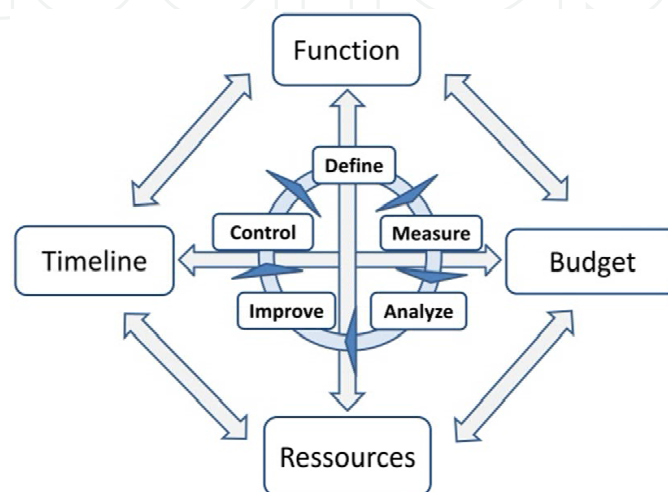 Function
Define
Control
Measure
Timeline
Budget
Improve
Analyze
Ressources